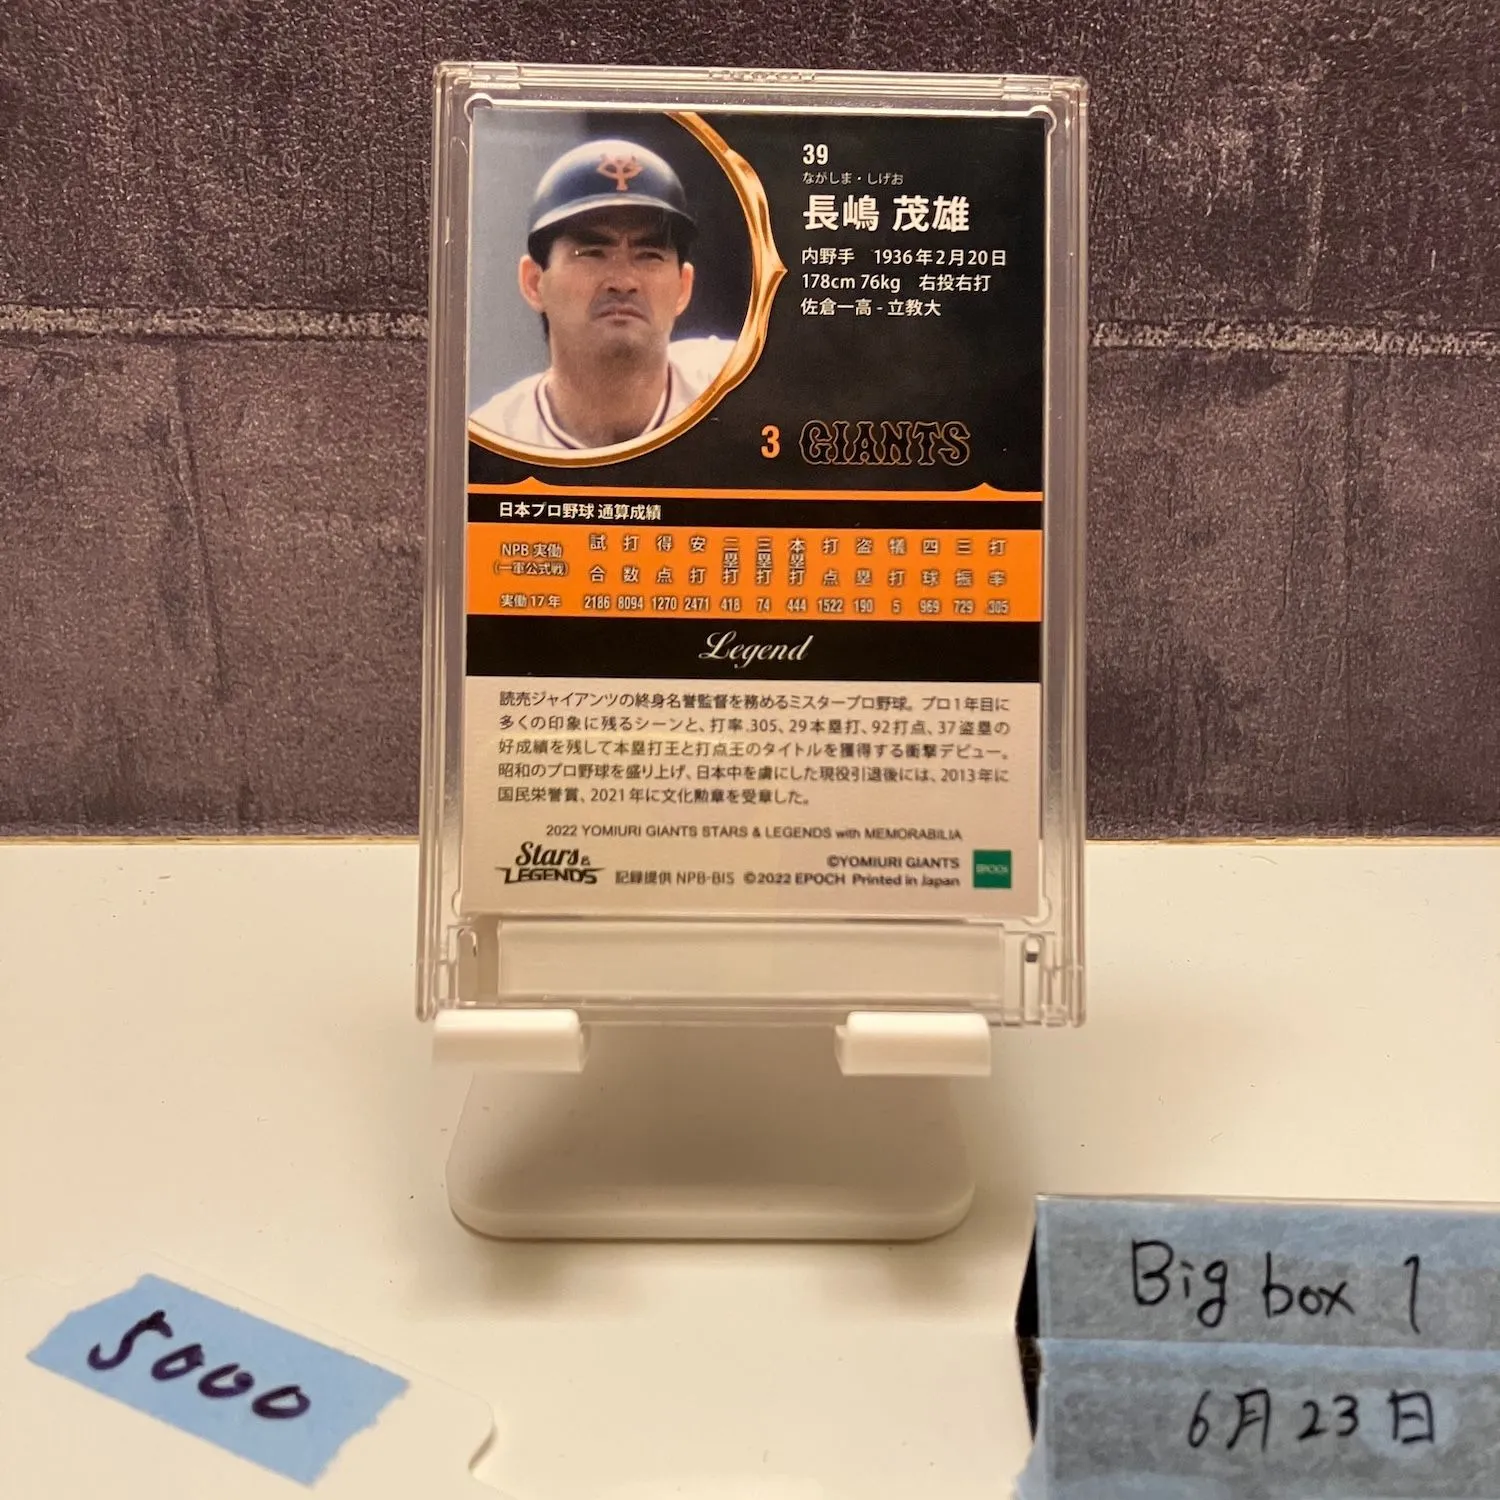 39
ながしま・しげお
長嶋 茂雄
内野手 1936年2月20日
178cm 76kg 右投右打
佐倉一高 - 立教大
3 GIANTS
日本プロ野球 通算成績
NPB 実働 (一軍公式戦) 試合 打数 得点 安打 二塁打 三塁打 本塁打 打点 盗塁 犠打 四球 三振 打率
実働17年 2186 8094 1270 2471 418 74 444 1522 190 5 969 729 .305
Legend
読売ジャイアンツの終身名誉監督を務めるミスタープロ野球。プロ1年目に
多くの印象に残るシーンと、打率.305、29本塁打、92打点、37盗塁の
好成績を残して本塁打王と打点王のタイトルを獲得する衝撃デビュー。
昭和のプロ野球を盛り上げ、日本中を虜にした現役引退後には、2013年に
国民栄誉賞、2021年に文化勲章を受章した。
2022 YOMIURI GIANTS STARS & LEGENDS with MEMORABILIA
Stars & LEGENDS
©YOMIURI GIANTS
記録提供 NPB-BIS ©2022 EPOCH Printed in Japan
EPOCH
5000
Big box 1
6月23日